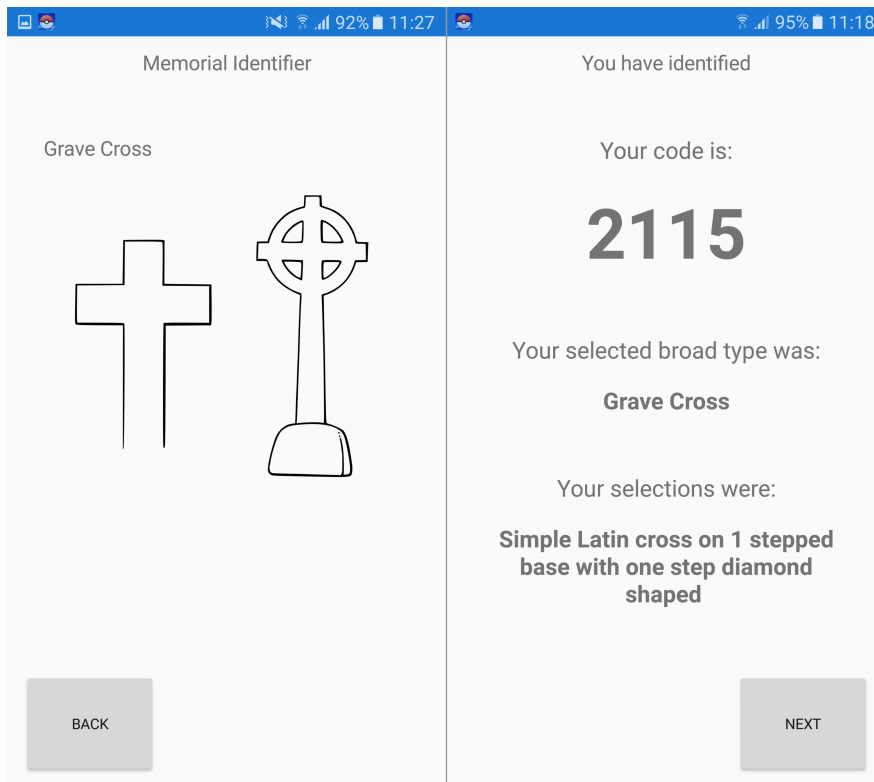 92% 11:27
Memorial Identifier
Grave Cross
BACK
95% 11:18
You have identified
Your code is:
2115
Your selected broad type was:
Grave Cross
Your selections were:
Simple Latin cross on 1 stepped
base with one step diamond
shaped
NEXT